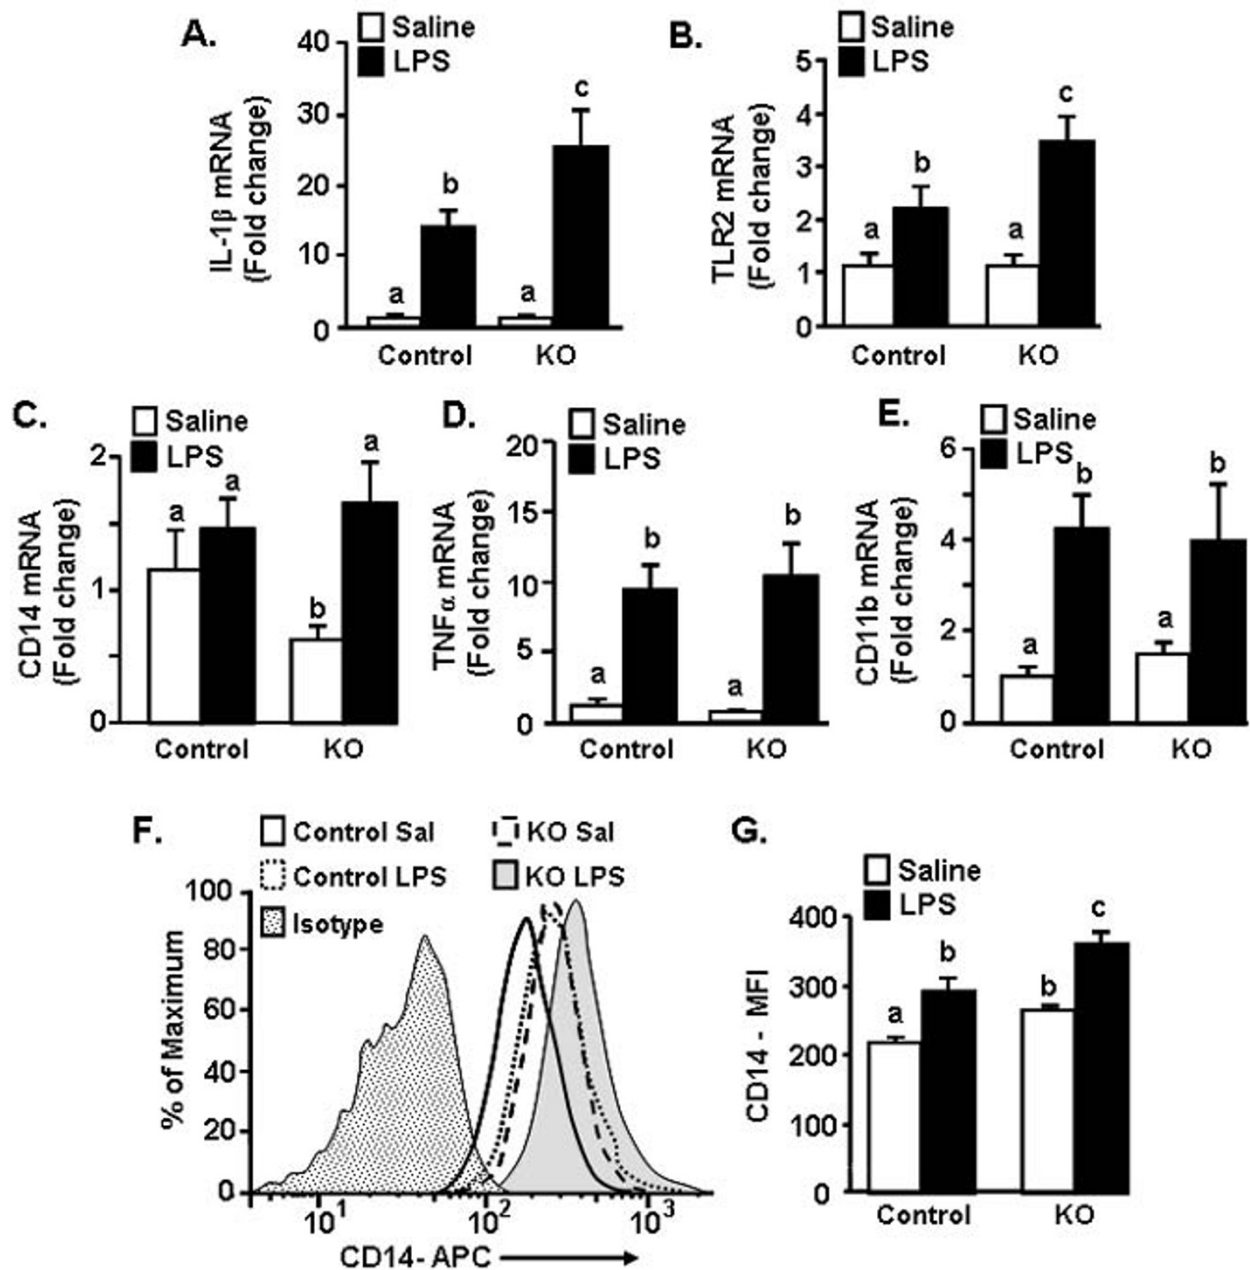 A.
Saline
LPS
IL-1β mRNA
(Fold change)
40
30
20
10
0
a
b
a
c
Control
KO
B.
Saline
LPS
TLR2 mRNA
(Fold change)
5
4
3
2
1
0
a
b
a
c
Control
KO
C.
Saline
LPS
CD14 mRNA
(Fold change)
2
1
0
a
a
b
a
Control
KO
D.
Saline
LPS
TNFα mRNA
(Fold change)
20
15
10
5
0
a
b
a
b
Control
KO
E.
Saline
LPS
CD11b mRNA
(Fold change)
6
4
2
0
a
b
a
b
Control
KO
F.
Control Sal
KO Sal
Control LPS
KO LPS
Isotype
% of Maximum
100
80
60
40
20
0
10¹
10²
10³
CD14- APC
G.
Saline
LPS
CD14 - MFI
400
300
200
100
0
a
b
b
c
Control
KO